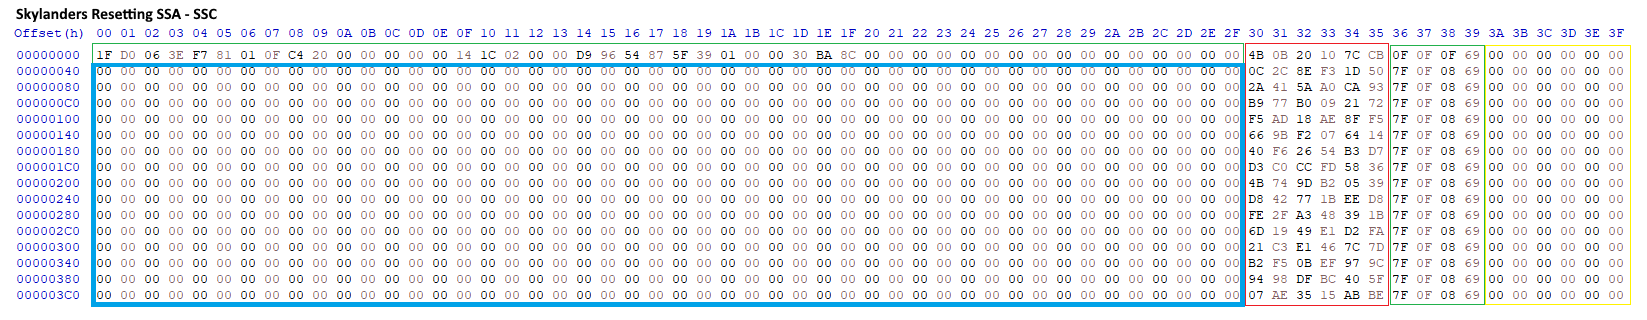 Skylanders Resetting SSA - SSC
Offset(h) 00 01 02 03 04 05 06 07 08 09 0A 0B 0C 0D 0E 0F 10 11 12 13 14 15 16 17 18 19 1A 1B 1C 1D 1E 1F 20 21 22 23 24 25 26 27 28 29 2A 2B 2C 2D 2E 2F 30 31 32 33 34 35 36 37 38 39 3A 3B 3C 3D 3E 3F
00000000 1F D0 06 3E F7 81 01 0F C4 20 00 00 00 00 00 14 1C 02 00 00 D9 96 54 87 5F 39 01 00 00 30 BA 8C 00 00 00 00 00 00 00 00 00 00 00 00 00 00 00 00 4B 0B 20 10 7C CB 0F 0F 0F 69 00 00 00 00 00 00
00000040 00 00 00 00 00 00 00 00 00 00 00 00 00 00 00 00 00 00 00 00 00 00 00 00 00 00 00 00 00 00 00 00 00 00 00 00 00 00 00 00 00 00 00 00 00 00 00 00 0C 2C 8E F3 1D 50 7F 0F 08 69 00 00 00 00 00 00
00000080 00 00 00 00 00 00 00 00 00 00 00 00 00 00 00 00 00 00 00 00 00 00 00 00 00 00 00 00 00 00 00 00 00 00 00 00 00 00 00 00 00 00 00 00 00 00 00 00 2A 41 5A A0 CA 93 7F 0F 08 69 00 00 00 00 00 00
000000C0 00 00 00 00 00 00 00 00 00 00 00 00 00 00 00 00 00 00 00 00 00 00 00 00 00 00 00 00 00 00 00 00 00 00 00 00 00 00 00 00 00 00 00 00 00 00 00 00 B9 77 B0 09 21 72 7F 0F 08 69 00 00 00 00 00 00
00000100 00 00 00 00 00 00 00 00 00 00 00 00 00 00 00 00 00 00 00 00 00 00 00 00 00 00 00 00 00 00 00 00 00 00 00 00 00 00 00 00 00 00 00 00 00 00 00 00 F5 AD 18 AE 8F F5 7F 0F 08 69 00 00 00 00 00 00
00000140 00 00 00 00 00 00 00 00 00 00 00 00 00 00 00 00 00 00 00 00 00 00 00 00 00 00 00 00 00 00 00 00 00 00 00 00 00 00 00 00 00 00 00 00 00 00 00 00 66 9B F2 07 64 14 7F 0F 08 69 00 00 00 00 00 00
00000180 00 00 00 00 00 00 00 00 00 00 00 00 00 00 00 00 00 00 00 00 00 00 00 00 00 00 00 00 00 00 00 00 00 00 00 00 00 00 00 00 00 00 00 00 00 00 00 00 40 F6 26 54 B3 D7 7F 0F 08 69 00 00 00 00 00 00
000001C0 00 00 00 00 00 00 00 00 00 00 00 00 00 00 00 00 00 00 00 00 00 00 00 00 00 00 00 00 00 00 00 00 00 00 00 00 00 00 00 00 00 00 00 00 00 00 00 00 D3 C0 CC FD 58 36 7F 0F 08 69 00 00 00 00 00 00
00000200 00 00 00 00 00 00 00 00 00 00 00 00 00 00 00 00 00 00 00 00 00 00 00 00 00 00 00 00 00 00 00 00 00 00 00 00 00 00 00 00 00 00 00 00 00 00 00 00 4B 74 9D B2 05 39 7F 0F 08 69 00 00 00 00 00 00
00000240 00 00 00 00 00 00 00 00 00 00 00 00 00 00 00 00 00 00 00 00 00 00 00 00 00 00 00 00 00 00 00 00 00 00 00 00 00 00 00 00 00 00 00 00 00 00 00 00 D8 42 77 1B EE D8 7F 0F 08 69 00 00 00 00 00 00
00000280 00 00 00 00 00 00 00 00 00 00 00 00 00 00 00 00 00 00 00 00 00 00 00 00 00 00 00 00 00 00 00 00 00 00 00 00 00 00 00 00 00 00 00 00 00 00 00 00 FE 2F A3 48 39 1B 7F 0F 08 69 00 00 00 00 00 00
000002C0 00 00 00 00 00 00 00 00 00 00 00 00 00 00 00 00 00 00 00 00 00 00 00 00 00 00 00 00 00 00 00 00 00 00 00 00 00 00 00 00 00 00 00 00 00 00 00 00 6D 19 49 E1 D2 FA 7F 0F 08 69 00 00 00 00 00 00
00000300 00 00 00 00 00 00 00 00 00 00 00 00 00 00 00 00 00 00 00 00 00 00 00 00 00 00 00 00 00 00 00 00 00 00 00 00 00 00 00 00 00 00 00 00 00 00 00 00 21 C3 E1 46 7C 7D 7F 0F 08 69 00 00 00 00 00 00
00000340 00 00 00 00 00 00 00 00 00 00 00 00 00 00 00 00 00 00 00 00 00 00 00 00 00 00 00 00 00 00 00 00 00 00 00 00 00 00 00 00 00 00 00 00 00 00 00 00 B2 F5 0B EF 97 9C 7F 0F 08 69 00 00 00 00 00 00
00000380 00 00 00 00 00 00 00 00 00 00 00 00 00 00 00 00 00 00 00 00 00 00 00 00 00 00 00 00 00 00 00 00 00 00 00 00 00 00 00 00 00 00 00 00 00 00 00 00 94 98 DF BC 40 5F 7F 0F 08 69 00 00 00 00 00 00
000003C0 00 00 00 00 00 00 00 00 00 00 00 00 00 00 00 00 00 00 00 00 00 00 00 00 00 00 00 00 00 00 00 00 00 00 00 00 00 00 00 00 00 00 00 00 00 00 00 00 07 AE 35 15 AB BE 7F 0F 08 69 00 00 00 00 00 00